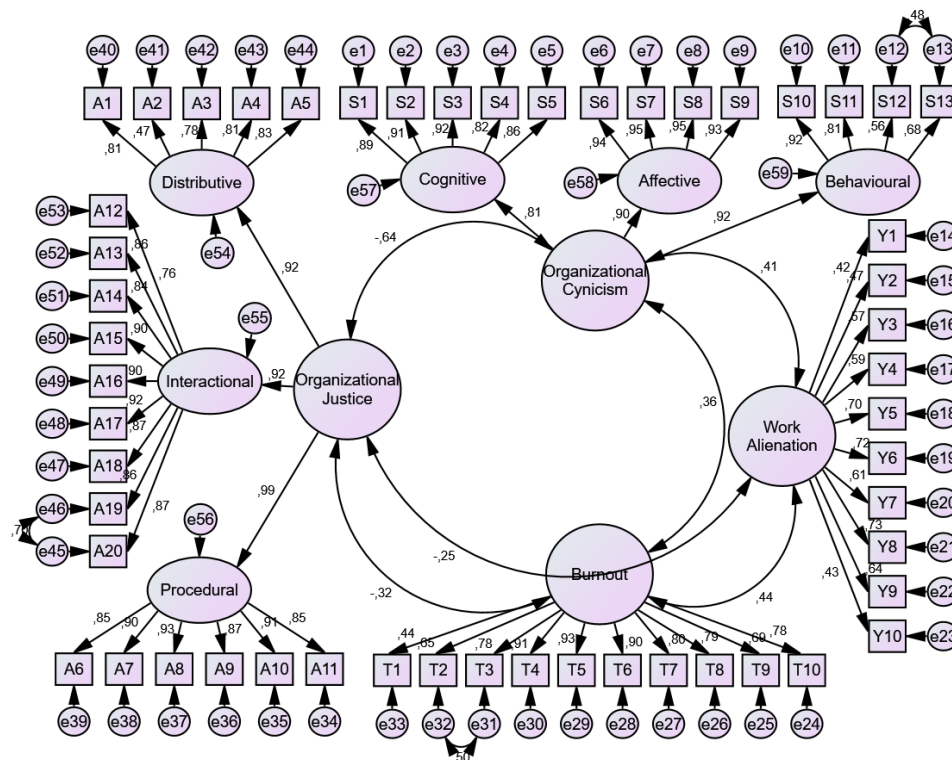 e40 e41 e42 e43 e44 e1 e2 e3 e4 e5 e6 e7 e8 e9 e10 e11 e12 e13
,48
A1 A2 A3 A4 A5 S1 S2 S3 S4 S5 S6 S7 S8 S9 S10 S11 S12 S13
,81 ,47 ,78 ,81 ,83
,89 ,91 ,92 ,82 ,86
,94 ,95 ,95 ,93
,92 ,81 ,56 ,68
Distributive
e54
e57
Cognitive
e58
Affective
e59
Behavioural
,81
,90
,92
Organizational
Cynicism
-,64
,41
,36
,92
e53 A12
e52 A13
e51 A14
e50 A15
e49 A16
e48 A17
e47 A18
e46 A19
e45 A20
,76
,86
,84
,90
,90
,92
,87
,86
,87
Interactional
e55
,92
Organizational
Justice
,99
-,25
-,32
Y1 e14
Y2 e15
Y3 e16
Y4 e17
Y5 e18
Y6 e19
Y7 e20
Y8 e21
Y9 e22
Y10 e23
,42
,47
,57
,59
,70
,72
,61
,73
,64
,43
Work
Alienation
,44
Burnout
e56
Procedural
,85 ,90 ,93 ,87 ,91 ,85
A6 A7 A8 A9 A10 A11
e39 e38 e37 e36 e35 e34
,44 ,65 ,78 ,91 ,93 ,90 ,80 ,79 ,69 ,78
T1 T2 T3 T4 T5 T6 T7 T8 T9 T10
e33 e32 e31 e30 e29 e28 e27 e26 e25 e24
,50